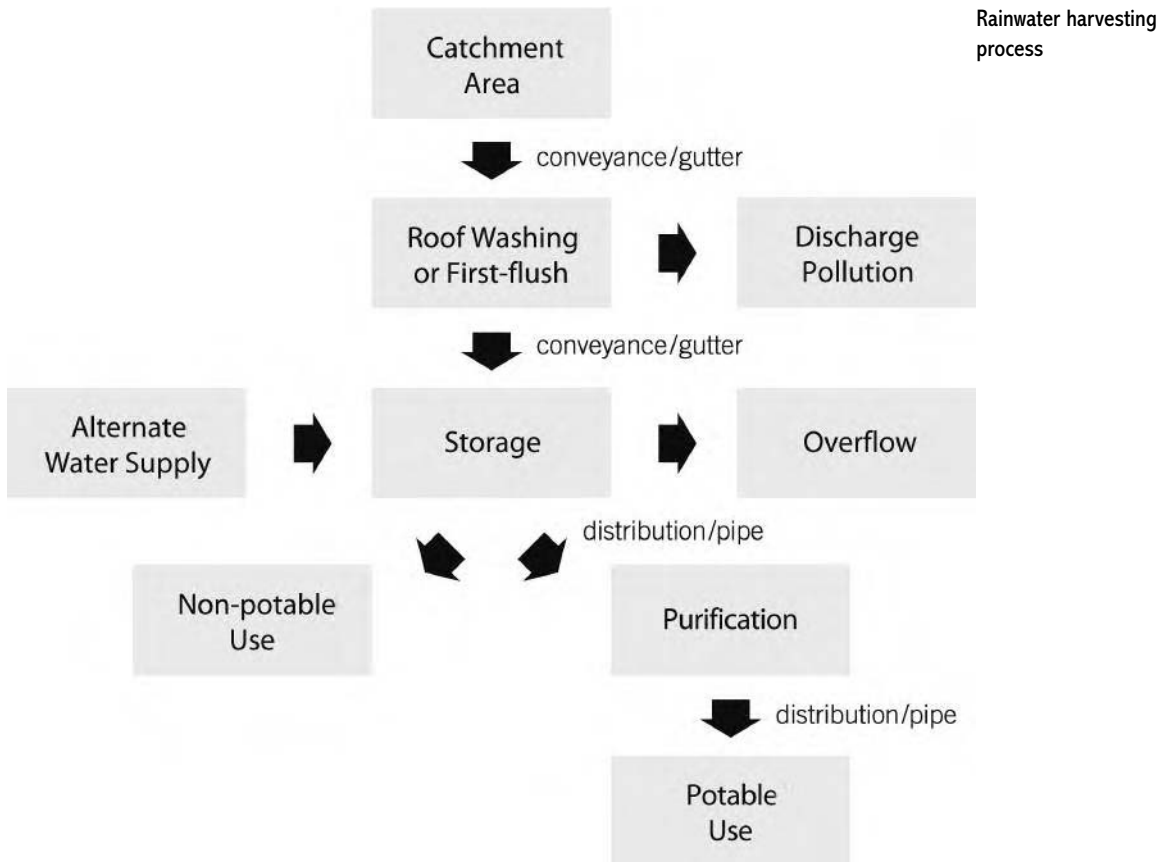 Rainwater harvesting
process
Catchment
Area
conveyance/gutter
Roof Washing
or First-flush
Discharge
Pollution
conveyance/gutter
Alternate
Water Supply
Storage
Overflow
distribution/pipe
Non-potable
Use
Purification
distribution/pipe
Potable
Use